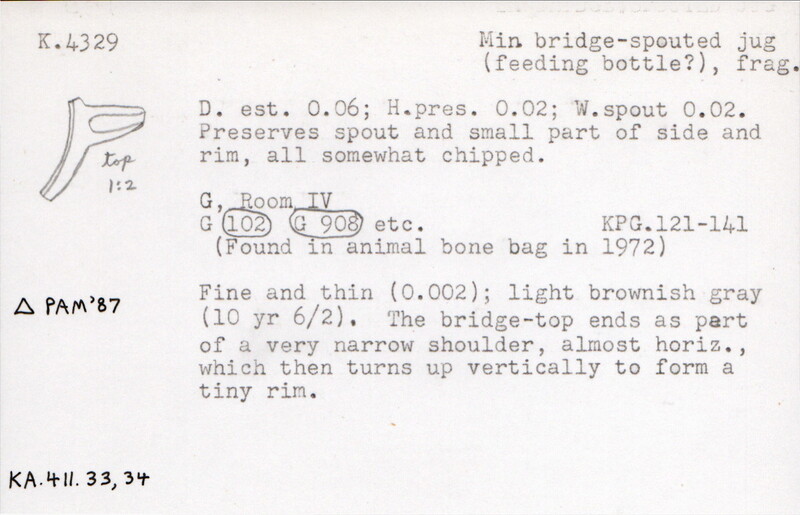 K.4329
Min. bridge-spouted jug
(feeding bottle?), frag.
top
1:2
D. est. 0.06; H.pres. 0.02; W.spout 0.02.
Preserves spout and small part of side and
rim, all somewhat chipped.
G, Room IV
G 102 G 908 etc. KPG.121-141
(Found in animal bone bag in 1972)
Δ PAM'87
Fine and thin (0.002); light brownish gray
(10 yr 6/2). The bridge-top ends as part
of a very narrow shoulder, almost horiz.,
which then turns up vertically to form a
tiny rim.
KA.411.33,34